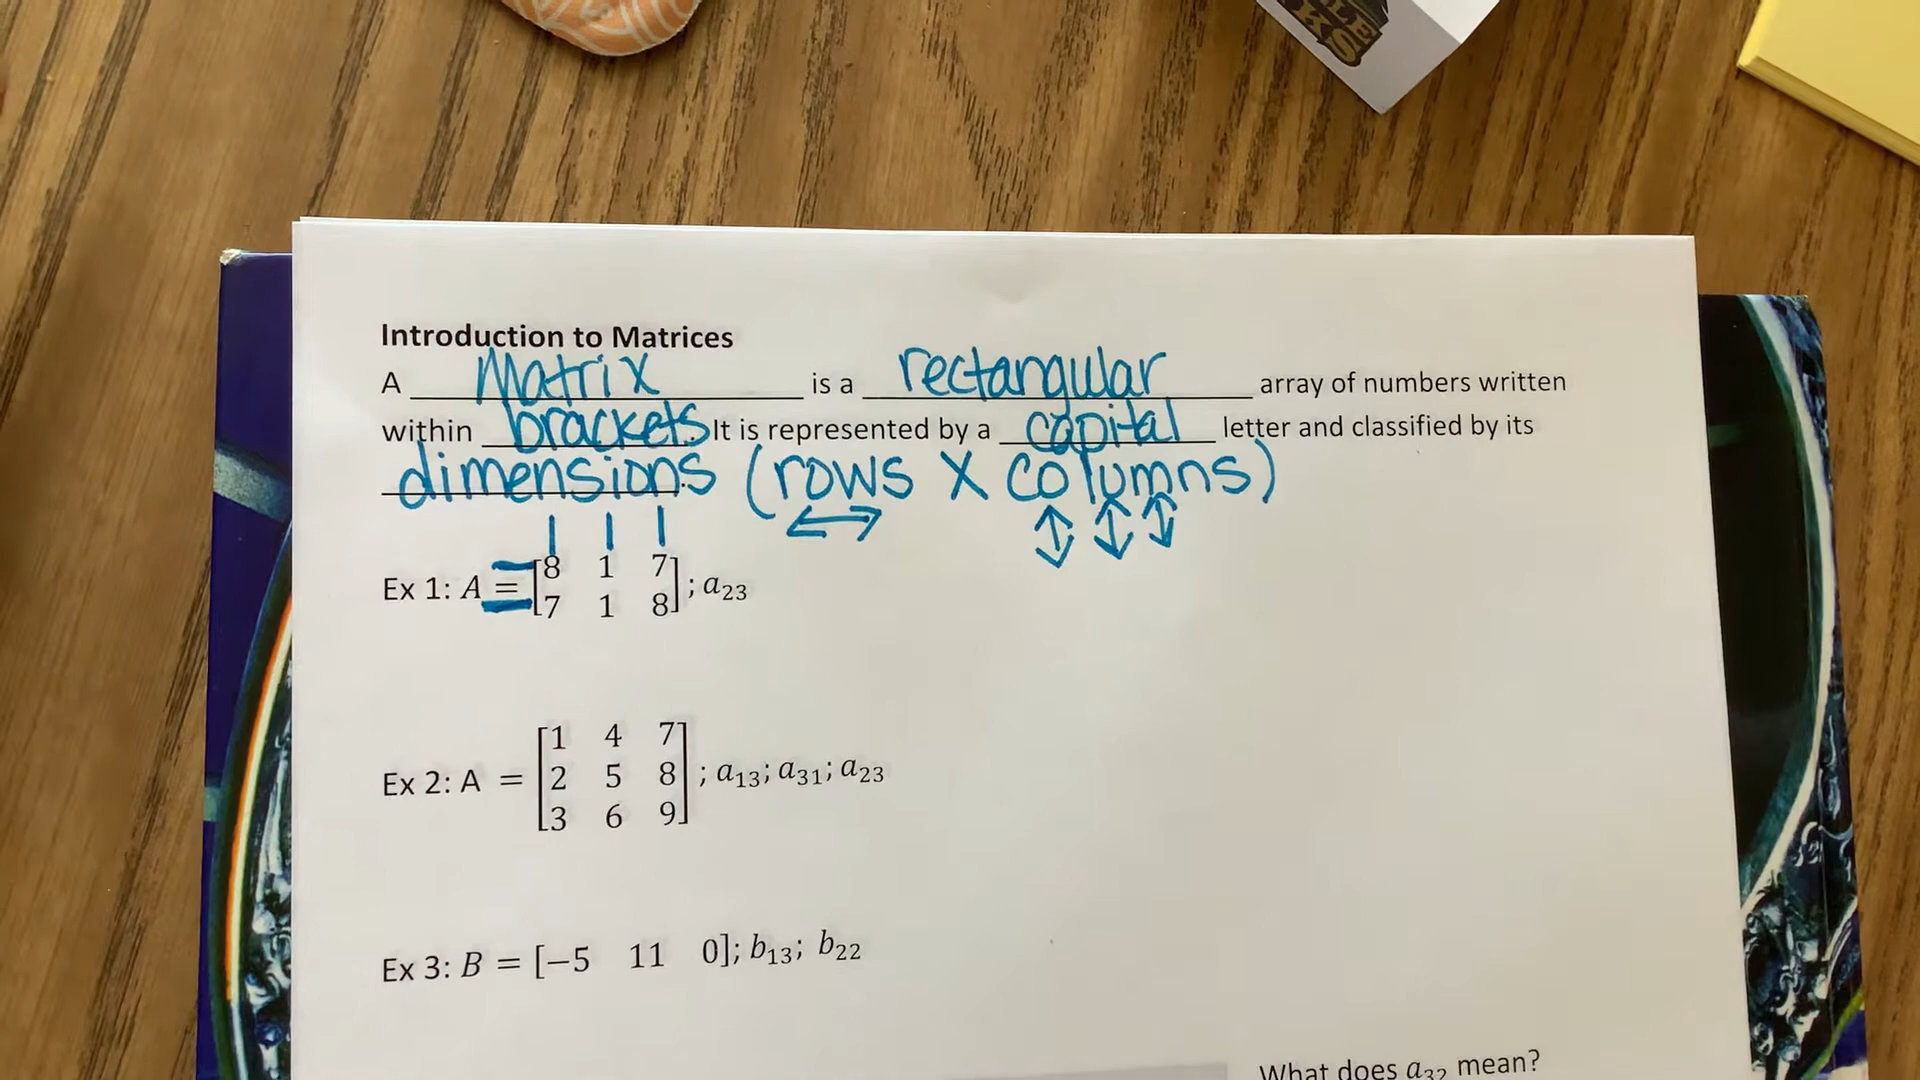 Introduction to Matrices
A Matrix is a rectangular array of numbers written
within brackets. It is represented by a capital letter and classified by its
dimensions. (rows X columns)
Ex 1: A = [8 1 7
7 1 8]; a₂₃
Ex 2: A = [1 4 7
2 5 8
3 6 9]; a₁₃; a₃₁; a₂₃
Ex 3: B = [−5 11 0]; b₁₃; b₂₂
What does a₃₂ mean?